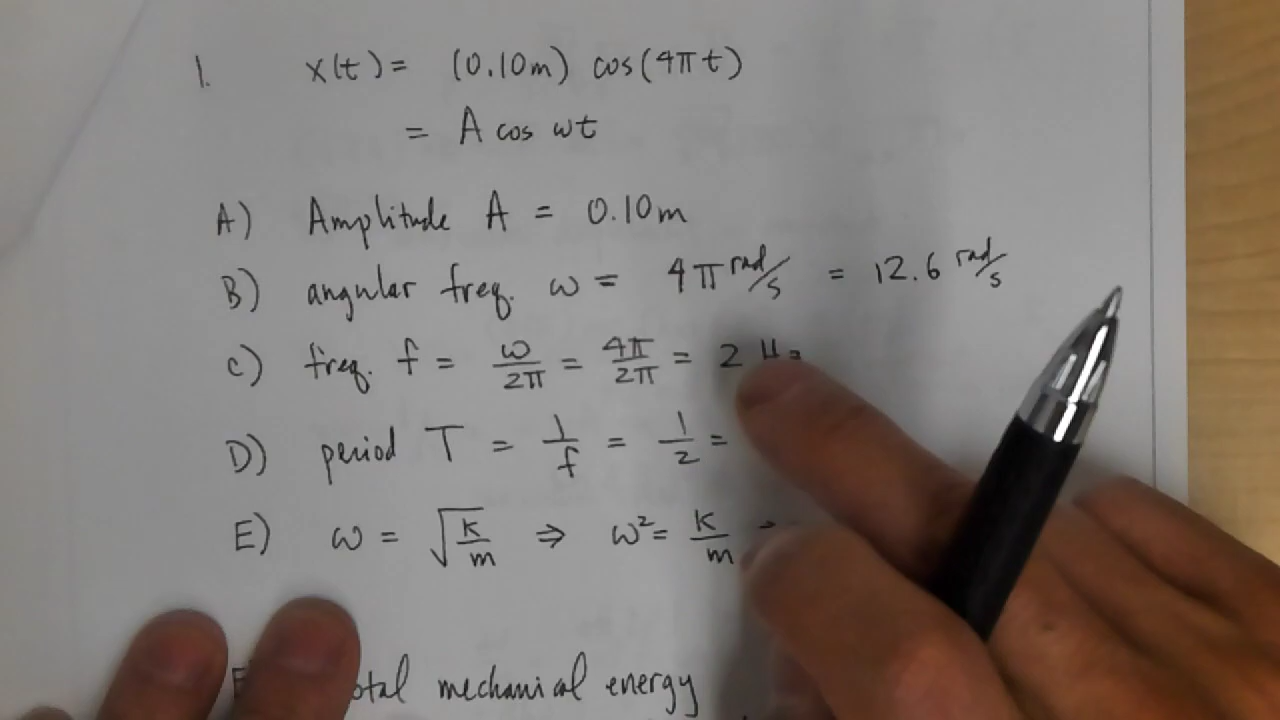 1. x(t) = (0.10m) cos(4πt)
= A cos ωt
A) Amplitude A = 0.10m
B) angular freq. ω = 4π rad/s = 12.6 rad/s
C) freq. f = ω/2π = 4π/2π = 2 Hz
D) period T = 1/f = 1/2 =
E) ω = √(k/m) ⇒ ω² = k/m
mechanical energy